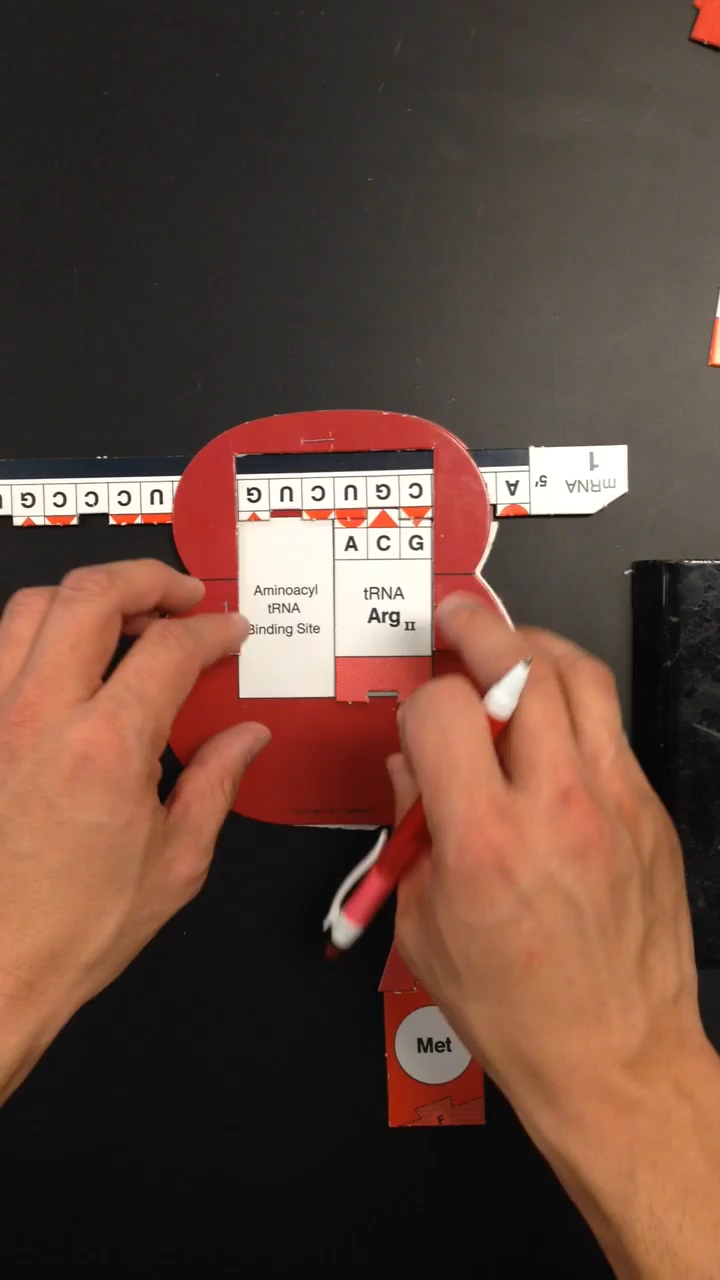 mRNA 1
5'
A
C G U C U G
U C C C G
A C G
Aminoacyl
tRNA
Binding Site
tRNA
Arg II
Met
F